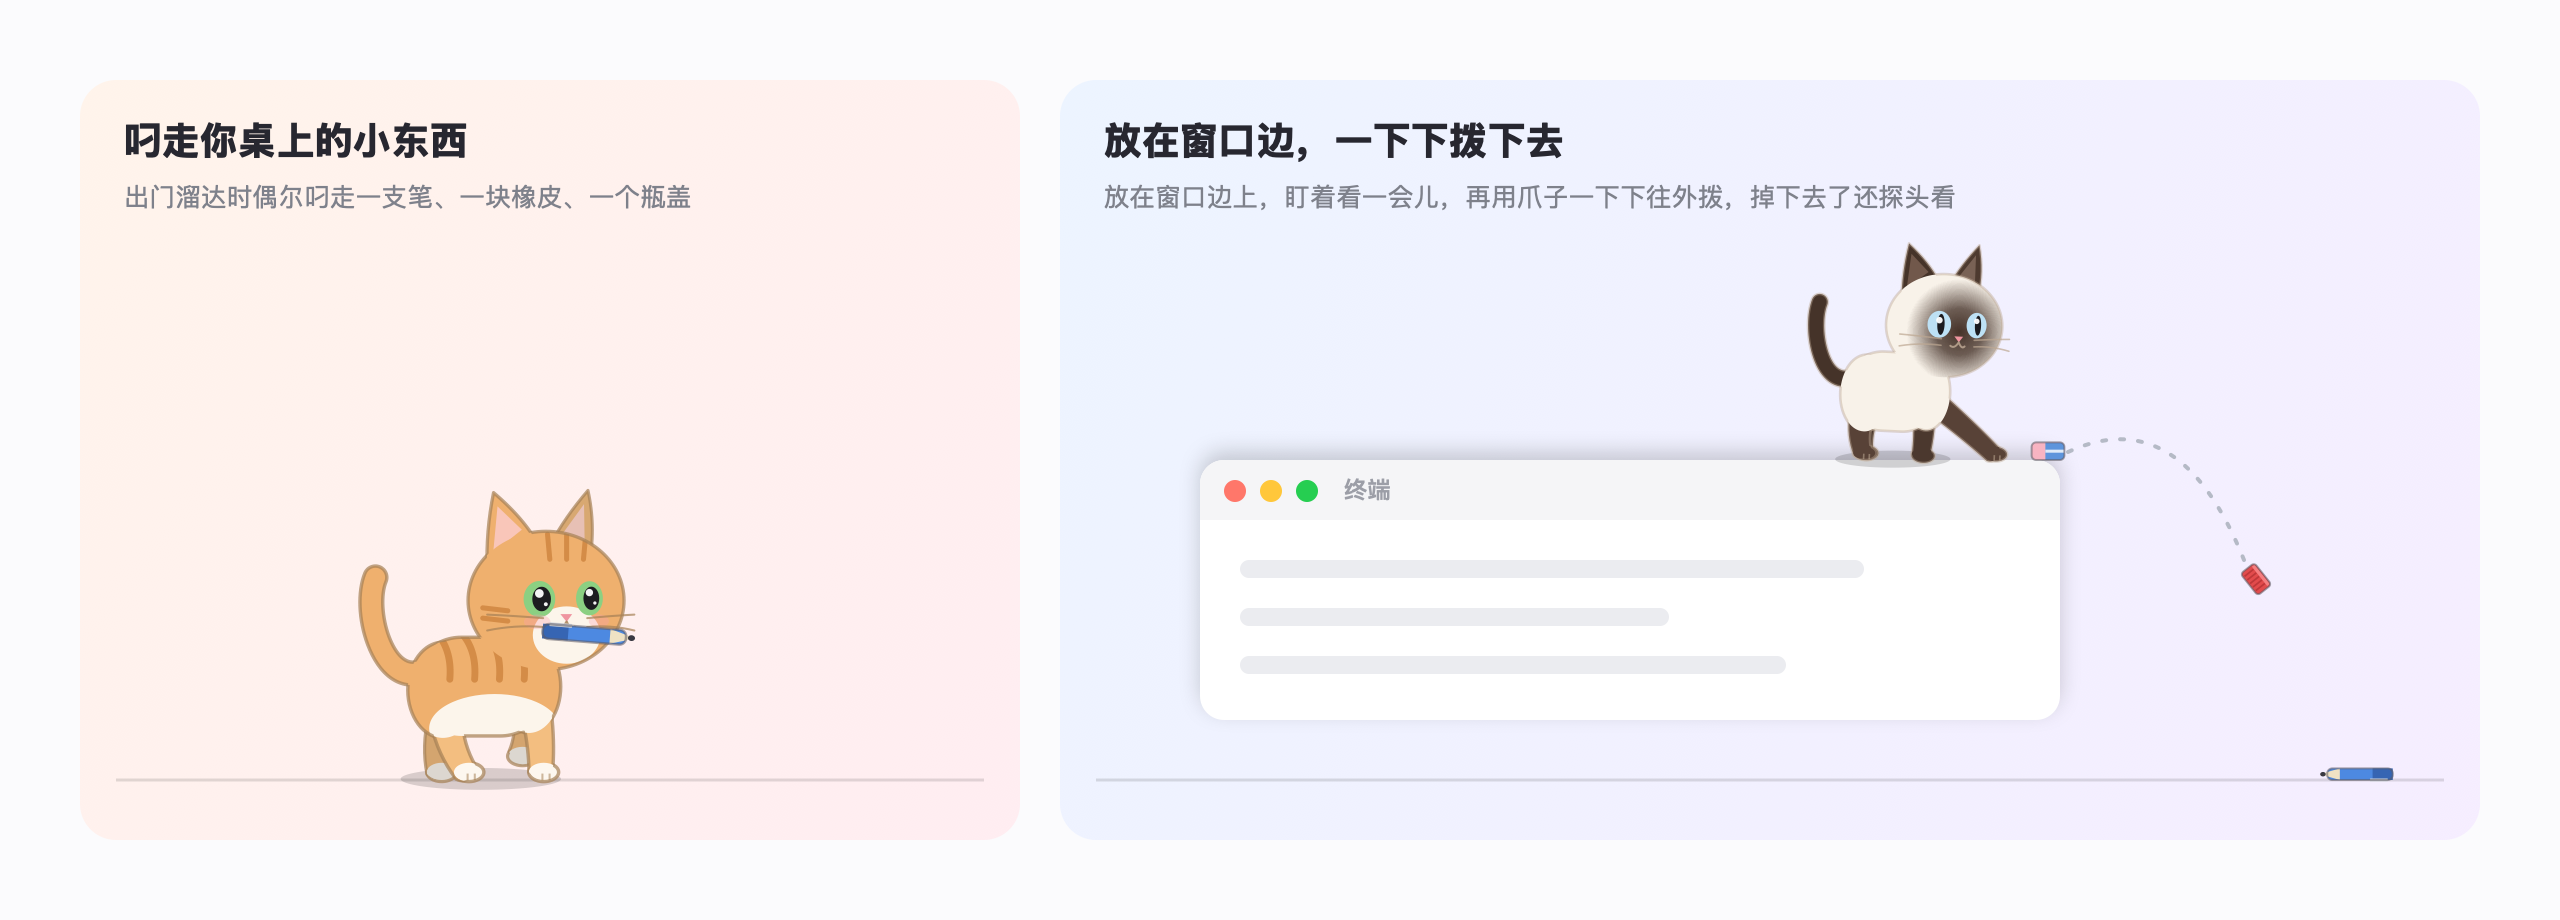 叼走你桌上的小东西
出门溜达时偶尔叼走一支笔、一块橡皮、一个瓶盖
放在窗口边，一下下拨下去
放在窗口边上，盯着看一会儿，再用爪子一下下往外拨，掉下去了还探头看
终端